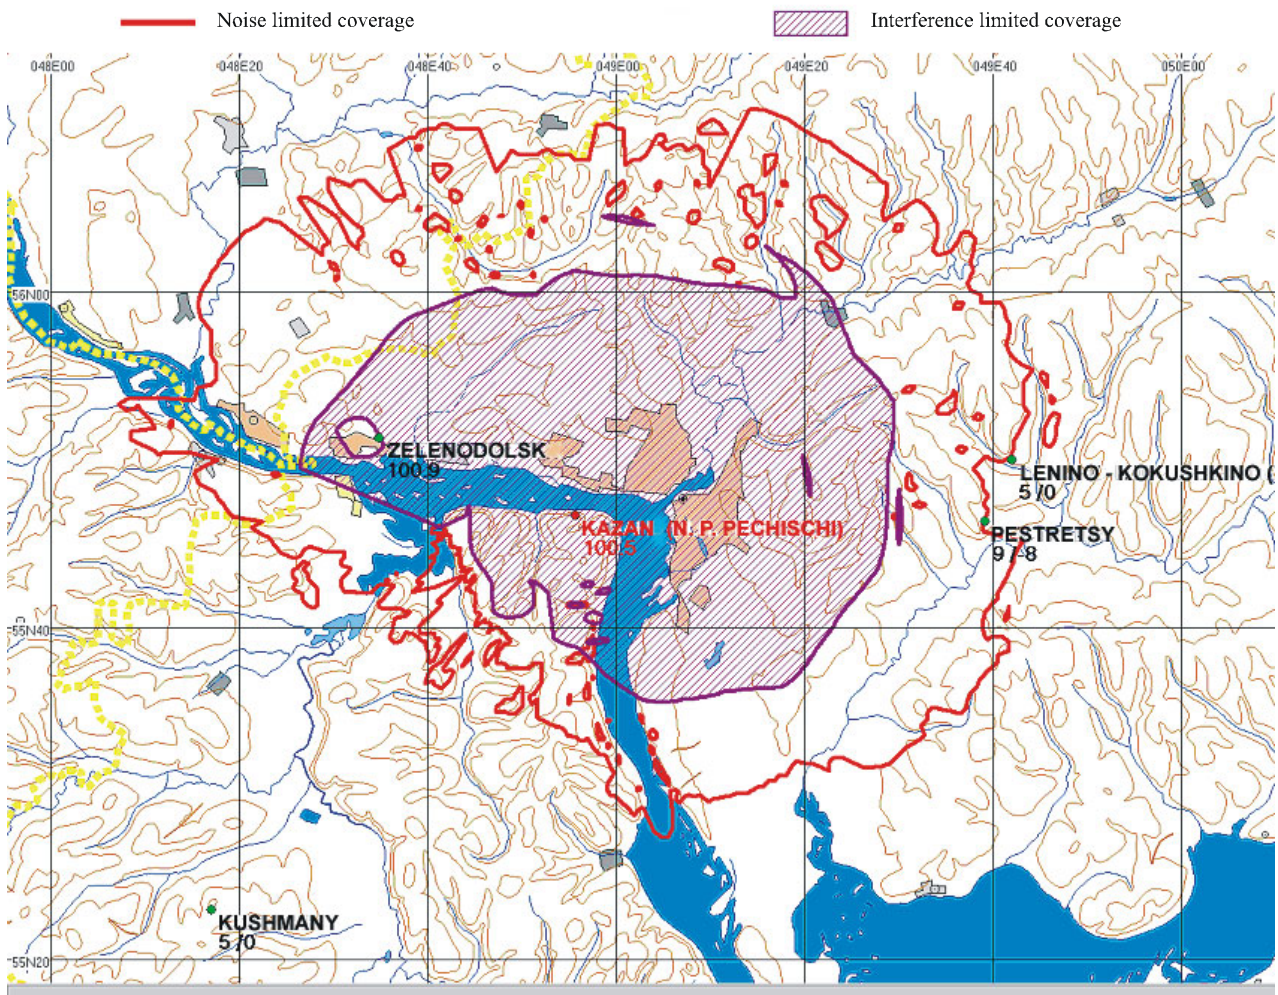 Noise limited coverage
Interference limited coverage
048E00 048E20 048E40 049E00 049E20 049E40 050E00
56N00
ZELENODOLSK
100,9
LENINO - KOKUSHKINO (
5 /0
KAZAN (N. P. PECHISCHI)
100,5
PESTRETSY
9 /-8
55N40
KUSHMANY
5 /0
55N20